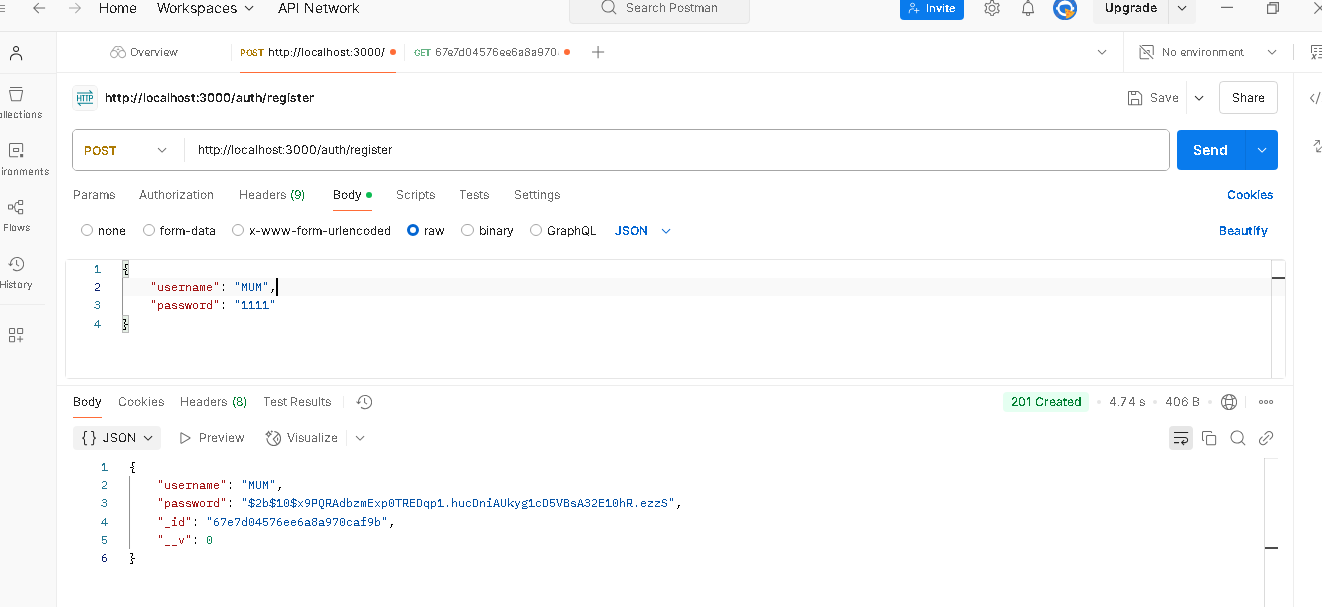 Home Workspaces API Network Search Postman Invite Upgrade
Overview POST http://localhost:3000/ GET 67e7d04576ee6a8a970 No environment
HTTP http://localhost:3000/auth/register Save Share
ollections
POST http://localhost:3000/auth/register Send
ironments
Params Authorization Headers (9) Body Scripts Tests Settings Cookies
Flows
none form-data x-www-form-urlencoded raw binary GraphQL JSON Beautify
History
1 {
2 "username": "MUM",
3 "password": "1111"
4 }
Body Cookies Headers (8) Test Results 201 Created 4.74 s 406 B
{} JSON Preview Visualize
1 {
2 "username": "MUM",
3 "password": "$2b$10$x9PQRAdbzmExp0TREDqp1.hucDniAUkyg1cD5VBsA32E10hR.ezzS",
4 "_id": "67e7d04576ee6a8a970caf9b",
5 "__v": 0
6 }